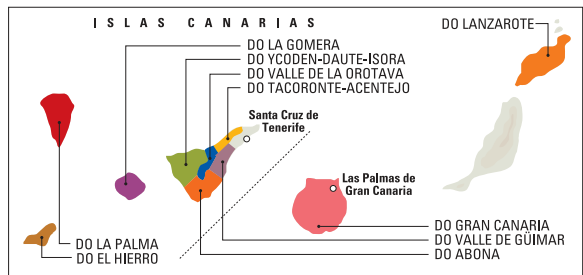 ISLAS CANARIAS
DO LANZAROTE
DO LA GOMERA
DO YCODEN-DAUTE-ISORA
DO VALLE DE LA OROTAVA
DO TACORONTE-ACENTEJO
Santa Cruz de
Tenerife
Las Palmas de
Gran Canaria
DO GRAN CANARIA
DO VALLE DE GÜIMAR
DO ABONA
DO LA PALMA
DO EL HIERRO